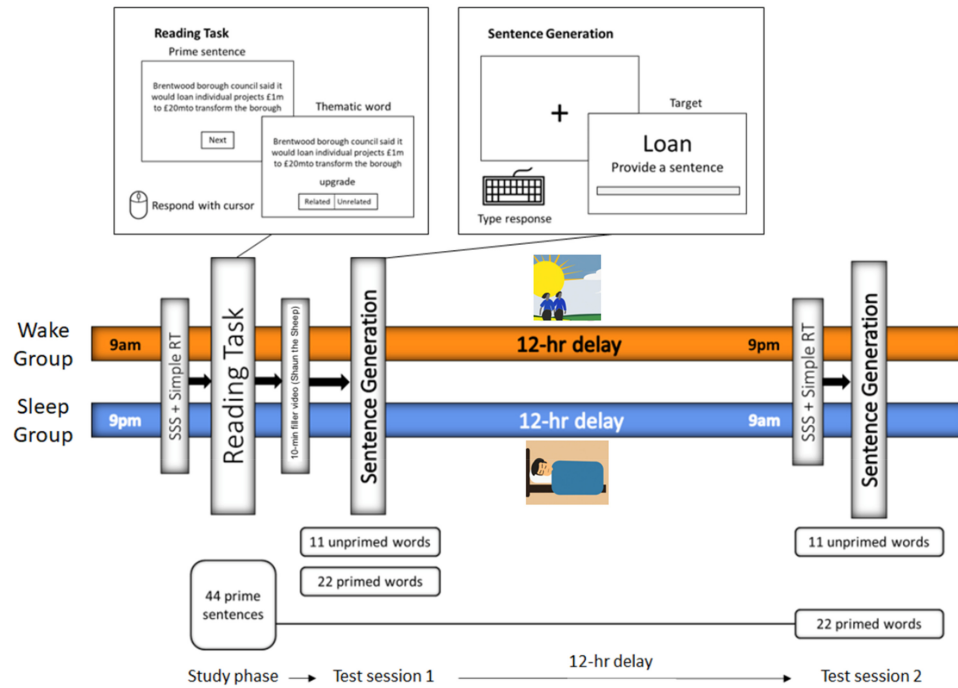 Reading Task
Prime sentence
Brentwood borough council said it
would loan individual projects £1m
to £20mto transform the borough
Next
Thematic word
Brentwood borough council said it
would loan individual projects £1m
to £20mto transform the borough
upgrade
Related Unrelated
Respond with cursor
Sentence Generation
+
Target
Loan
Provide a sentence
Type response
Wake
Group
9am
SSS + Simple RT
Reading Task
10-min filler video (Shaun the Sheep)
Sentence Generation
12-hr delay
9pm
SSS + Simple RT
Sentence Generation
Sleep
Group
9pm
12-hr delay
9am
11 unprimed words
22 primed words
44 prime
sentences
11 unprimed words
22 primed words
Study phase
Test session 1
12-hr delay
Test session 2